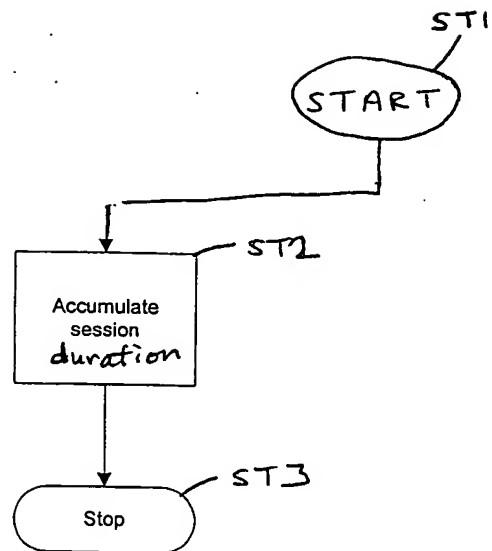 ST1
START
ST2
Accumulate
session
duration
ST3
Stop